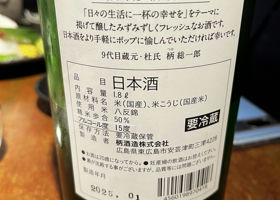 「日々の生活に一杯の幸せを」をテーマに
掲げて醸したみずみずしくフレッシュなお酒です。
日本酒をより手軽にポップに愉しんでいただければ幸いです。
9代目蔵元・杜氏 柄 総一郎
日本酒
内容量 1.8ℓ
原材料名 米(国産)、米こうじ(国産米)
使用米 八反錦
精米歩合 50%
アルコール度 15度
保存方法 要冷蔵保管
製造者 柄酒造株式会社
広島県東広島市安芸津町三津4228
要冷蔵
製造年月
2025.01